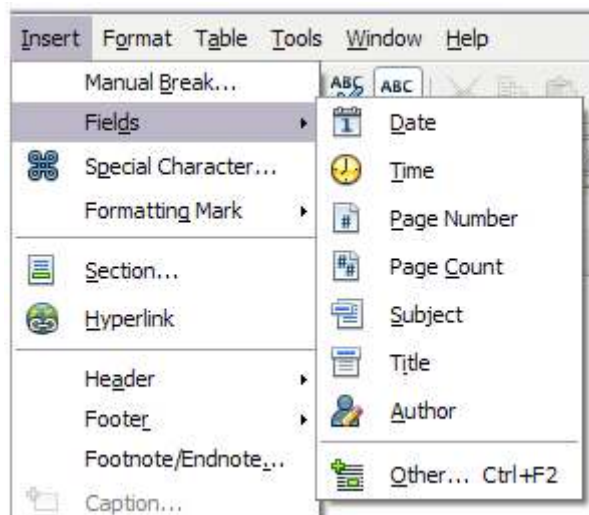 Insert Format Table Tools Window Help
Manual Break...
ABC ABC
Fields
Date
Special Character...
Time
Formatting Mark
Page Number
Section...
Page Count
Hyperlink
Subject
Title
Header
Footer
Author
Footnote/Endnote...
Other... Ctrl+F2
Caption...